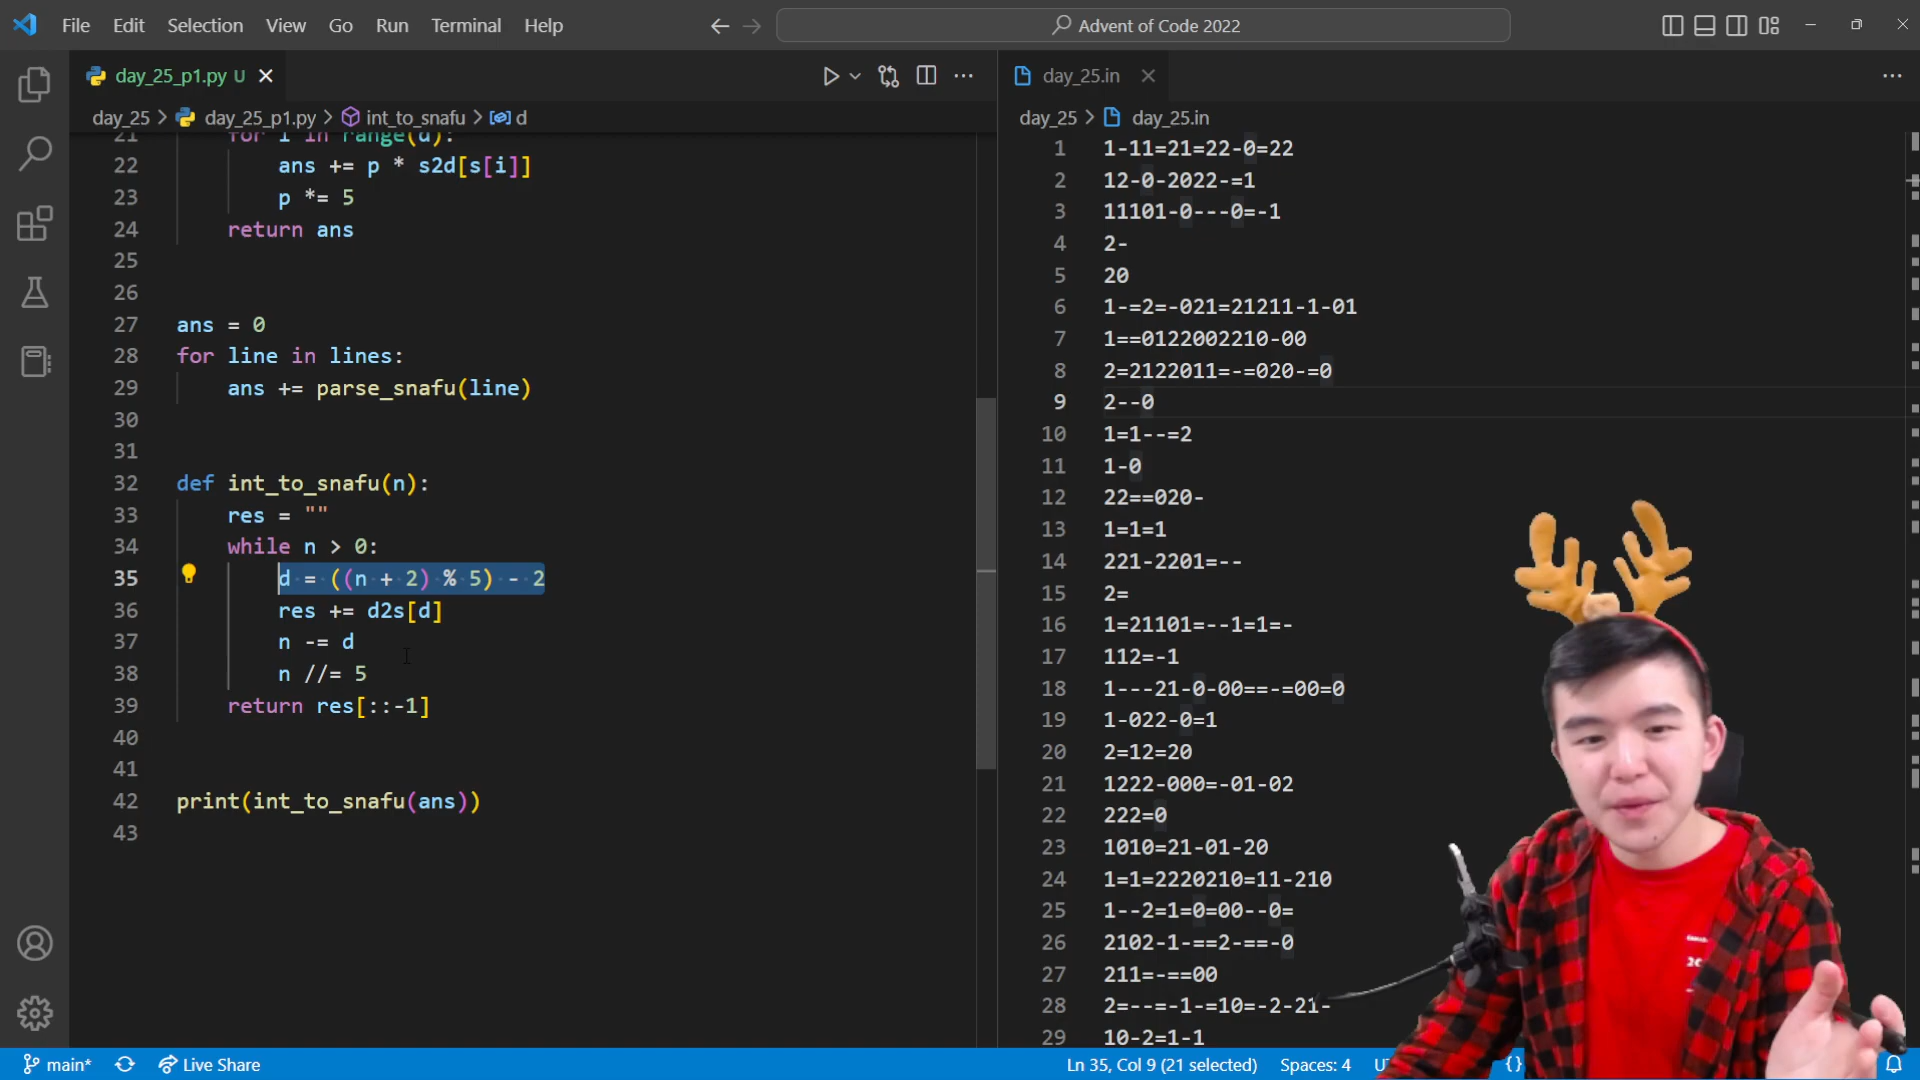 File Edit Selection View Go Run Terminal Help
Advent of Code 2022
day_25_p1.py U
day_25.in
day_25 > day_25_p1.py > int_to_snafu > d
day_25 > day_25.in
21 for i in range(d):
22 ans += p * s2d[s[i]]
23 p *= 5
24 return ans
25
26
27 ans = 0
28 for line in lines:
29 ans += parse_snafu(line)
30
31
32 def int_to_snafu(n):
33 res = ""
34 while n > 0:
35 d = ((n + 2) % 5) - 2
36 res += d2s[d]
37 n -= d
38 n //= 5
39 return res[::-1]
40
41
42 print(int_to_snafu(ans))
43
1 1-11=21=22-0=22
2 12-0-2022-=1
3 11101-0---0=-1
4 2-
5 20
6 1-=2=-021=21211-1-01
7 1==0122002210-00
8 2=2122011=-=020-=0
9 2--0
10 1=1--=2
11 1-0
12 22==020-
13 1=1=1
14 221-2201=--
15 2=
16 1=21101=--1=1=-
17 112=-1
18 1---21-0-00==-=00=0
19 1-022-0=1
20 2=12=20
21 1222-000=-01-02
22 222=0
23 1010=21-01-20
24 1=1=2220210=11-210
25 1--2=1=0=00--0=
26 2102-1-==2-==-0
27 211=-==00
28 2=--=-1-=10=-2-21-
29 10-2=1-1
main* Live Share
Ln 35, Col 9 (21 selected) Spaces: 4 {}